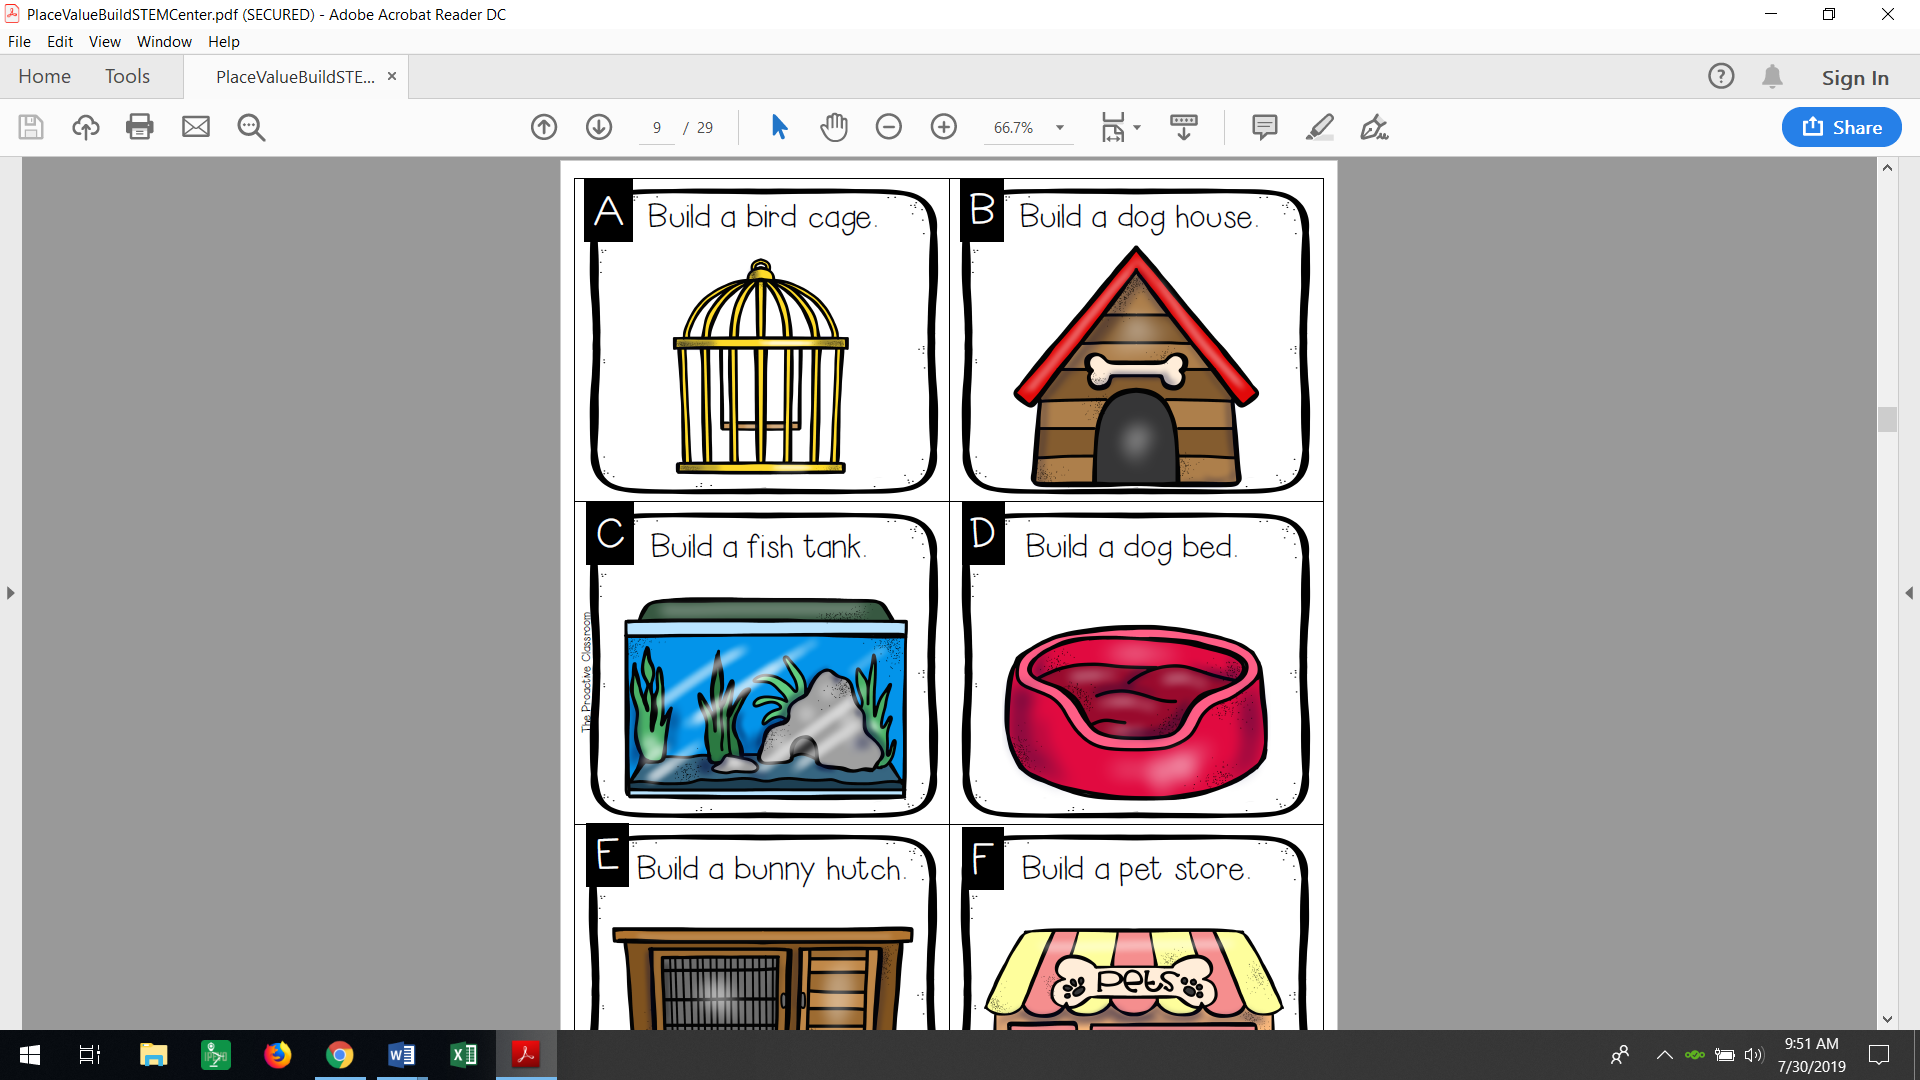 PlaceValueBuildSTEMCenter.pdf (SECURED) - Adobe Acrobat Reader DC
File Edit View Window Help
Home Tools PlaceValueBuildSTE... × Sign In
9 / 29 66.7% Share
A Build a bird cage.
B Build a dog house.
C Build a fish tank.
D Build a dog bed.
The Proactive Classroom
E Build a bunny hutch.
F Build a pet store.
Pets
9:51 AM
7/30/2019